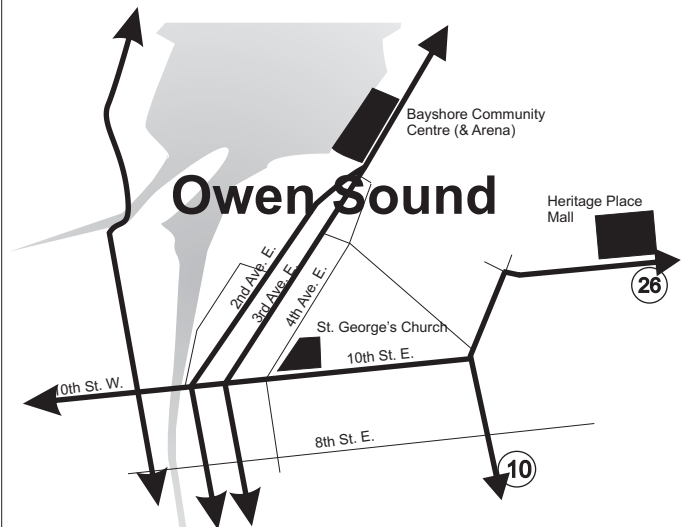 Bayshore Community
Centre (& Arena)
Owen Sound
Heritage Place
Mall
26
2nd Ave. E.
3rd Ave. E.
4th Ave. E.
St. George's Church
10th St. E.
10th St. W.
8th St. E.
10